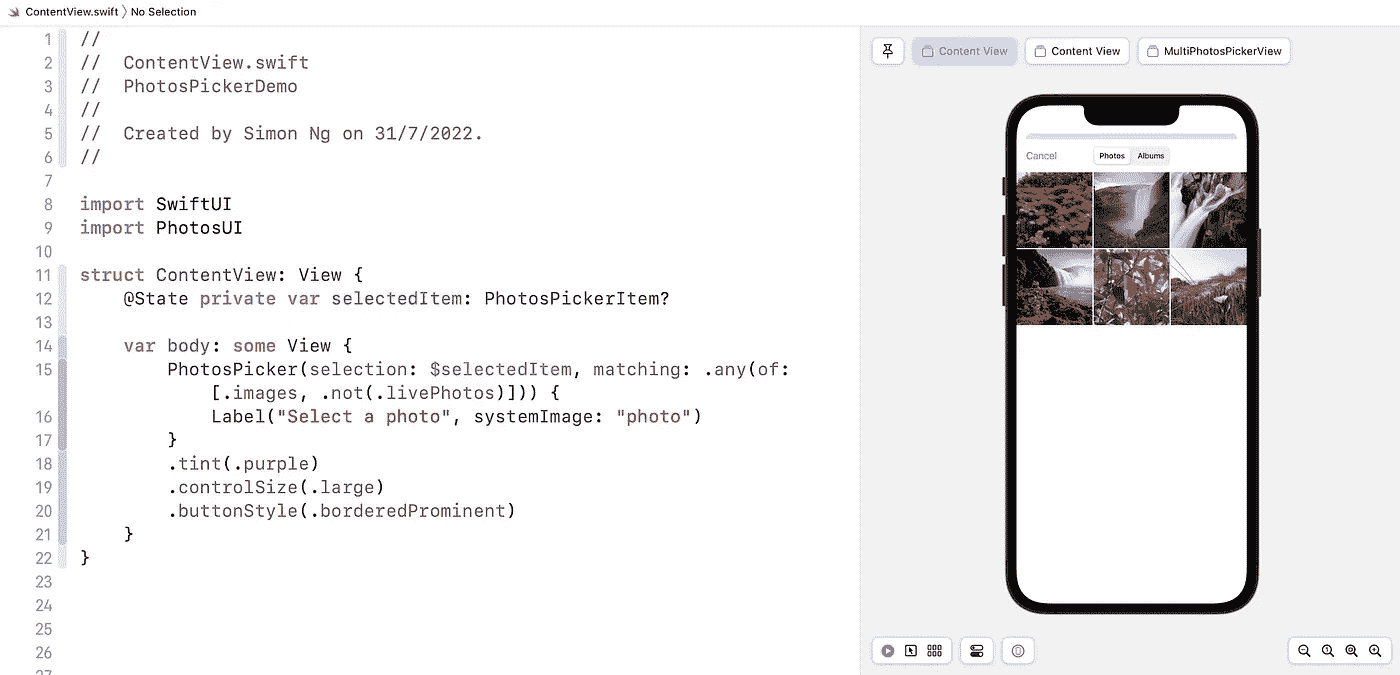 ContentView.swift 〉No Selection
1 //
2 //  ContentView.swift
3 //  PhotosPickerDemo
4 //
5 //  Created by Simon Ng on 31/7/2022.
6 //
7
8 import SwiftUI
9 import PhotosUI
10
11 struct ContentView: View {
12     @State private var selectedItem: PhotosPickerItem?
13
14     var body: some View {
15         PhotosPicker(selection: $selectedItem, matching: .any(of:
            [.images, .not(.livePhotos)])) {
16             Label("Select a photo", systemImage: "photo")
17         }
18         .tint(.purple)
19         .controlSize(.large)
20         .buttonStyle(.borderedProminent)
21     }
22 }
23
24
25
26
27
Content View
Content View
MultiPhotosPickerView
Cancel
Photos
Albums